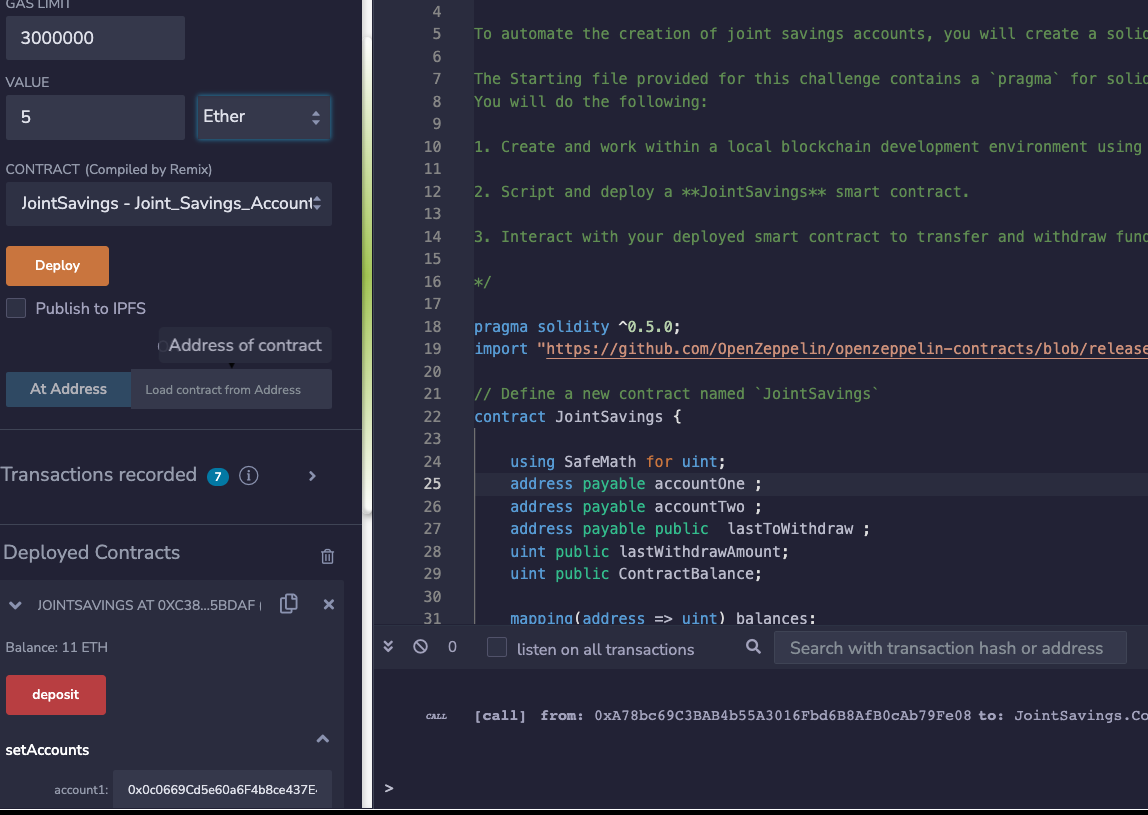 GAS LIMIT
3000000
VALUE
5
Ether
CONTRACT (Compiled by Remix)
JointSavings - Joint_Savings_Account
Deploy
Publish to IPFS
Address of contract
At Address
Load contract from Address
Transactions recorded 7 i
Deployed Contracts
JOINTSAVINGS AT 0XC38...5BDAF (
Balance: 11 ETH
deposit
setAccounts
account1:
0x0c0669Cd5e60a6F4b8ce437E
4
5 To automate the creation of joint savings accounts, you will create a solid
6
7 The Starting file provided for this challenge contains a `pragma` for solid
8 You will do the following:
9
10 1. Create and work within a local blockchain development environment using
11
12 2. Script and deploy a **JointSavings** smart contract.
13
14 3. Interact with your deployed smart contract to transfer and withdraw fund
15
16 */
17
18 pragma solidity ^0.5.0;
19 import "https://github.com/OpenZeppelin/openzeppelin-contracts/blob/release
20
21 // Define a new contract named `JointSavings`
22 contract JointSavings {
23
24 using SafeMath for uint;
25 address payable accountOne ;
26 address payable accountTwo ;
27 address payable public  lastToWithdraw ;
28 uint public lastWithdrawAmount;
29 uint public ContractBalance;
30
31 mapping(address => uint) balances;
0
listen on all transactions
Search with transaction hash or address
CALL [call] from: 0xA78bc69C3BAB4b55A3016Fbd6B8AfB0cAb79Fe08 to: JointSavings.Co
>